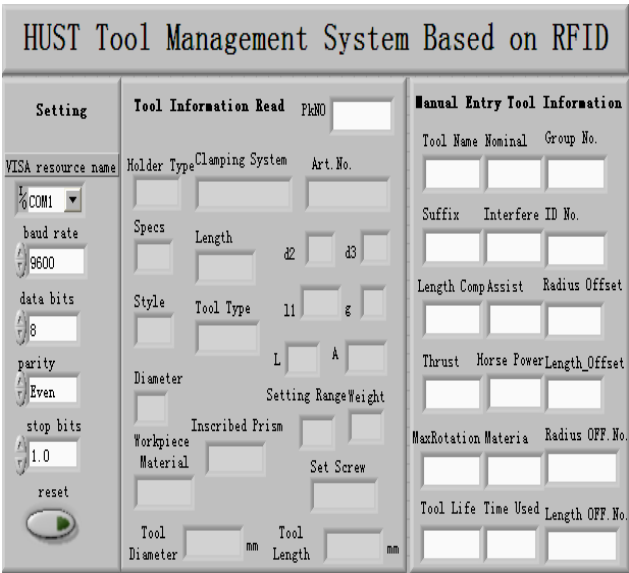 HUST Tool Management System Based on RFID
Setting
VISA resource name
I/O COM1
baud rate
9600
data bits
8
parity
Even
stop bits
1.0
reset
Tool Information Read PkNO
Holder Type Clamping System Art.No.
Specs Length d2 d3
Style Tool Type l1 g
L A
Diameter
Setting Range Weight
Inscribed Prism
Workpiece
Material
Set Screw
Tool
Diameter mm
Tool
Length mm
Manual Entry Tool Information
Tool Name Nominal Group No.
Suffix Interfere ID No.
Length Comp Assist Radius Offset
Thrust Horse Power Length_Offset
MaxRotation Materia Radius OFF.No.
Tool Life Time Used Length OFF.No.